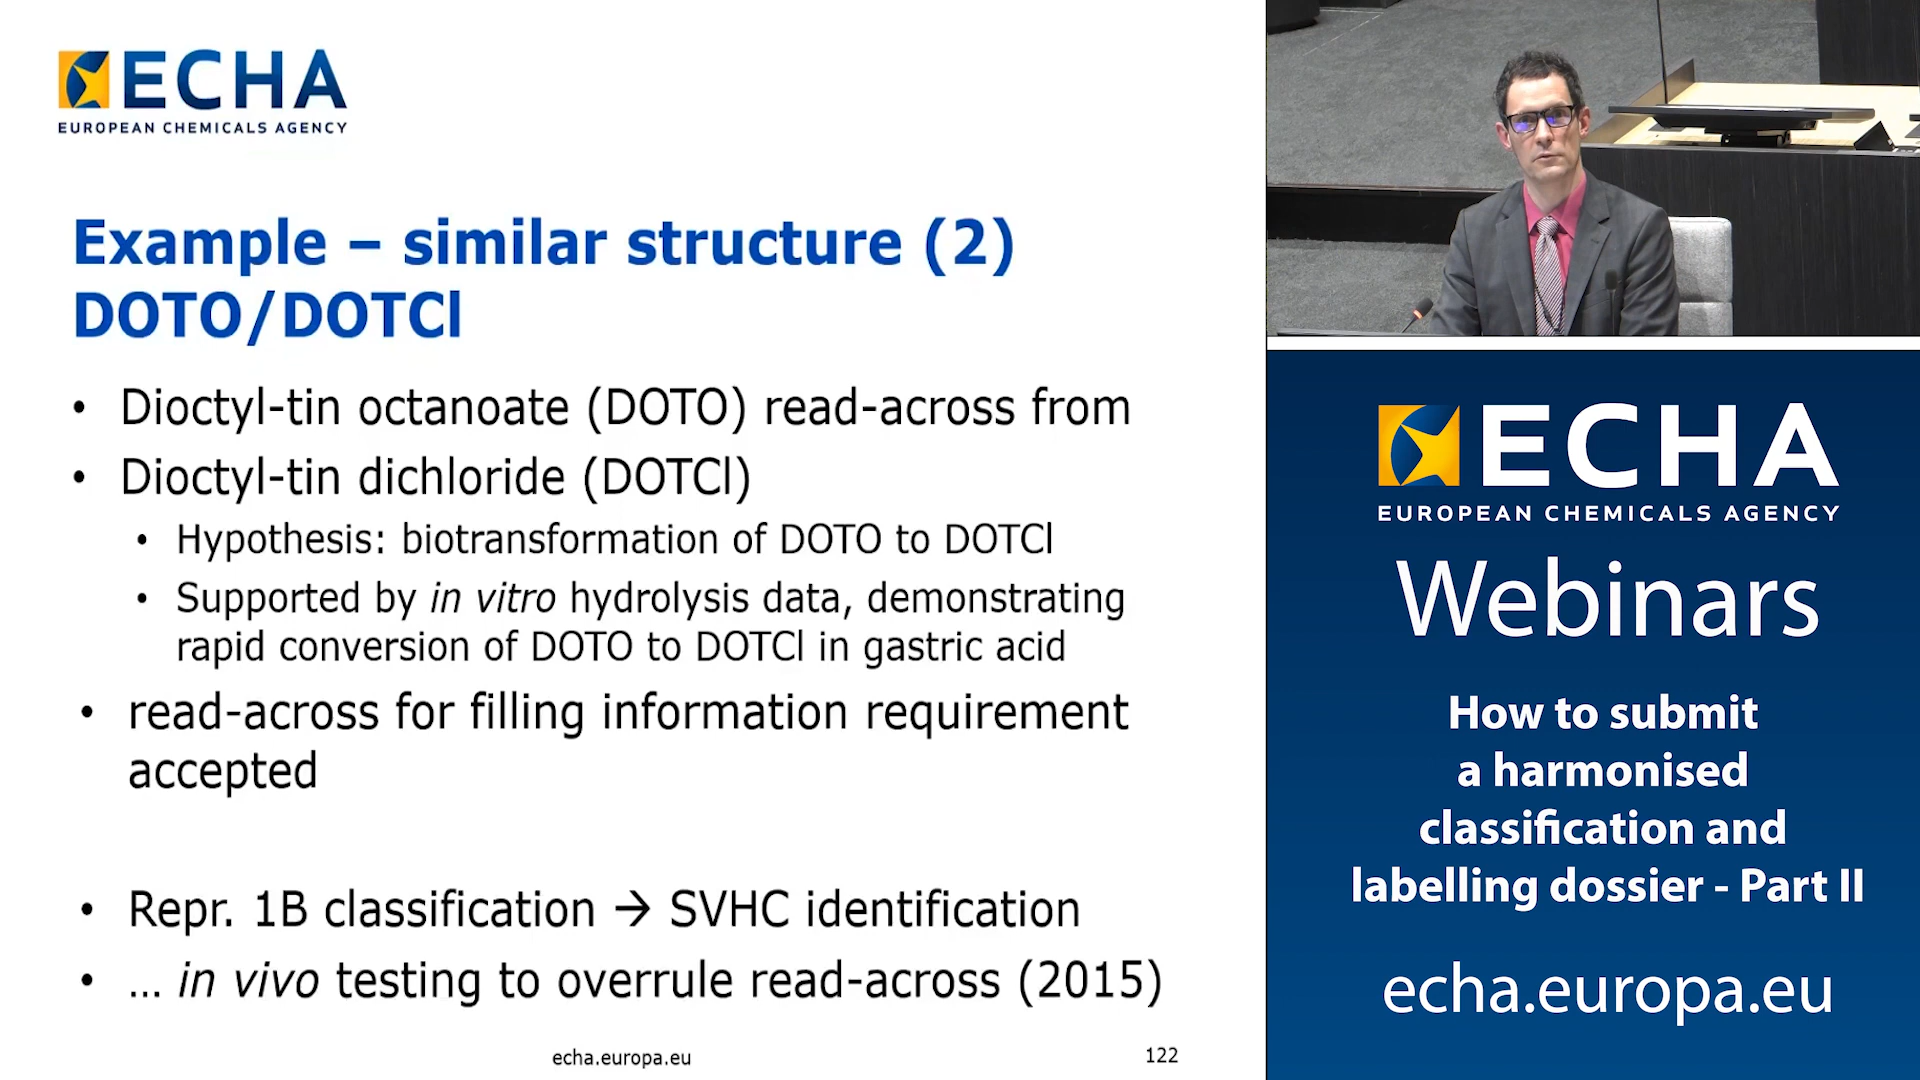 ECHA
EUROPEAN CHEMICALS AGENCY
Example – similar structure (2)
DOTO/DOTCl
• Dioctyl-tin octanoate (DOTO) read-across from
• Dioctyl-tin dichloride (DOTCl)
• Hypothesis: biotransformation of DOTO to DOTCl
• Supported by in vitro hydrolysis data, demonstrating
rapid conversion of DOTO to DOTCl in gastric acid
• read-across for filling information requirement
accepted
• Repr. 1B classification → SVHC identification
• … in vivo testing to overrule read-across (2015)
echa.europa.eu
122
ECHA
EUROPEAN CHEMICALS AGENCY
Webinars
How to submit
a harmonised
classification and
labelling dossier - Part II
echa.europa.eu